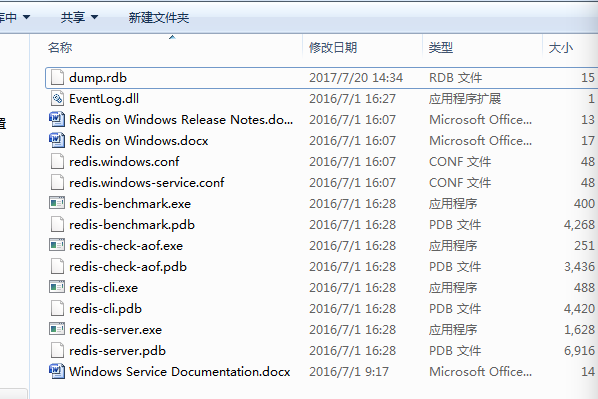 库中 共享 新建文件夹
名称 修改日期 类型 大小
dump.rdb 2017/7/20 14:34 RDB 文件 15
EventLog.dll 2016/7/1 16:27 应用程序扩展 1
Redis on Windows Release Notes.do... 2016/7/1 16:07 Microsoft Office... 13
置
Redis on Windows.docx 2016/7/1 16:07 Microsoft Office... 17
redis.windows.conf 2016/7/1 16:07 CONF 文件 48
redis.windows-service.conf 2016/7/1 16:07 CONF 文件 48
redis-benchmark.exe 2016/7/1 16:28 应用程序 400
redis-benchmark.pdb 2016/7/1 16:28 PDB 文件 4,268
redis-check-aof.exe 2016/7/1 16:28 应用程序 251
redis-check-aof.pdb 2016/7/1 16:28 PDB 文件 3,436
redis-cli.exe 2016/7/1 16:28 应用程序 488
redis-cli.pdb 2016/7/1 16:28 PDB 文件 4,420
redis-server.exe 2016/7/1 16:28 应用程序 1,628
redis-server.pdb 2016/7/1 16:28 PDB 文件 6,916
Windows Service Documentation.docx 2016/7/1 9:17 Microsoft Office... 14